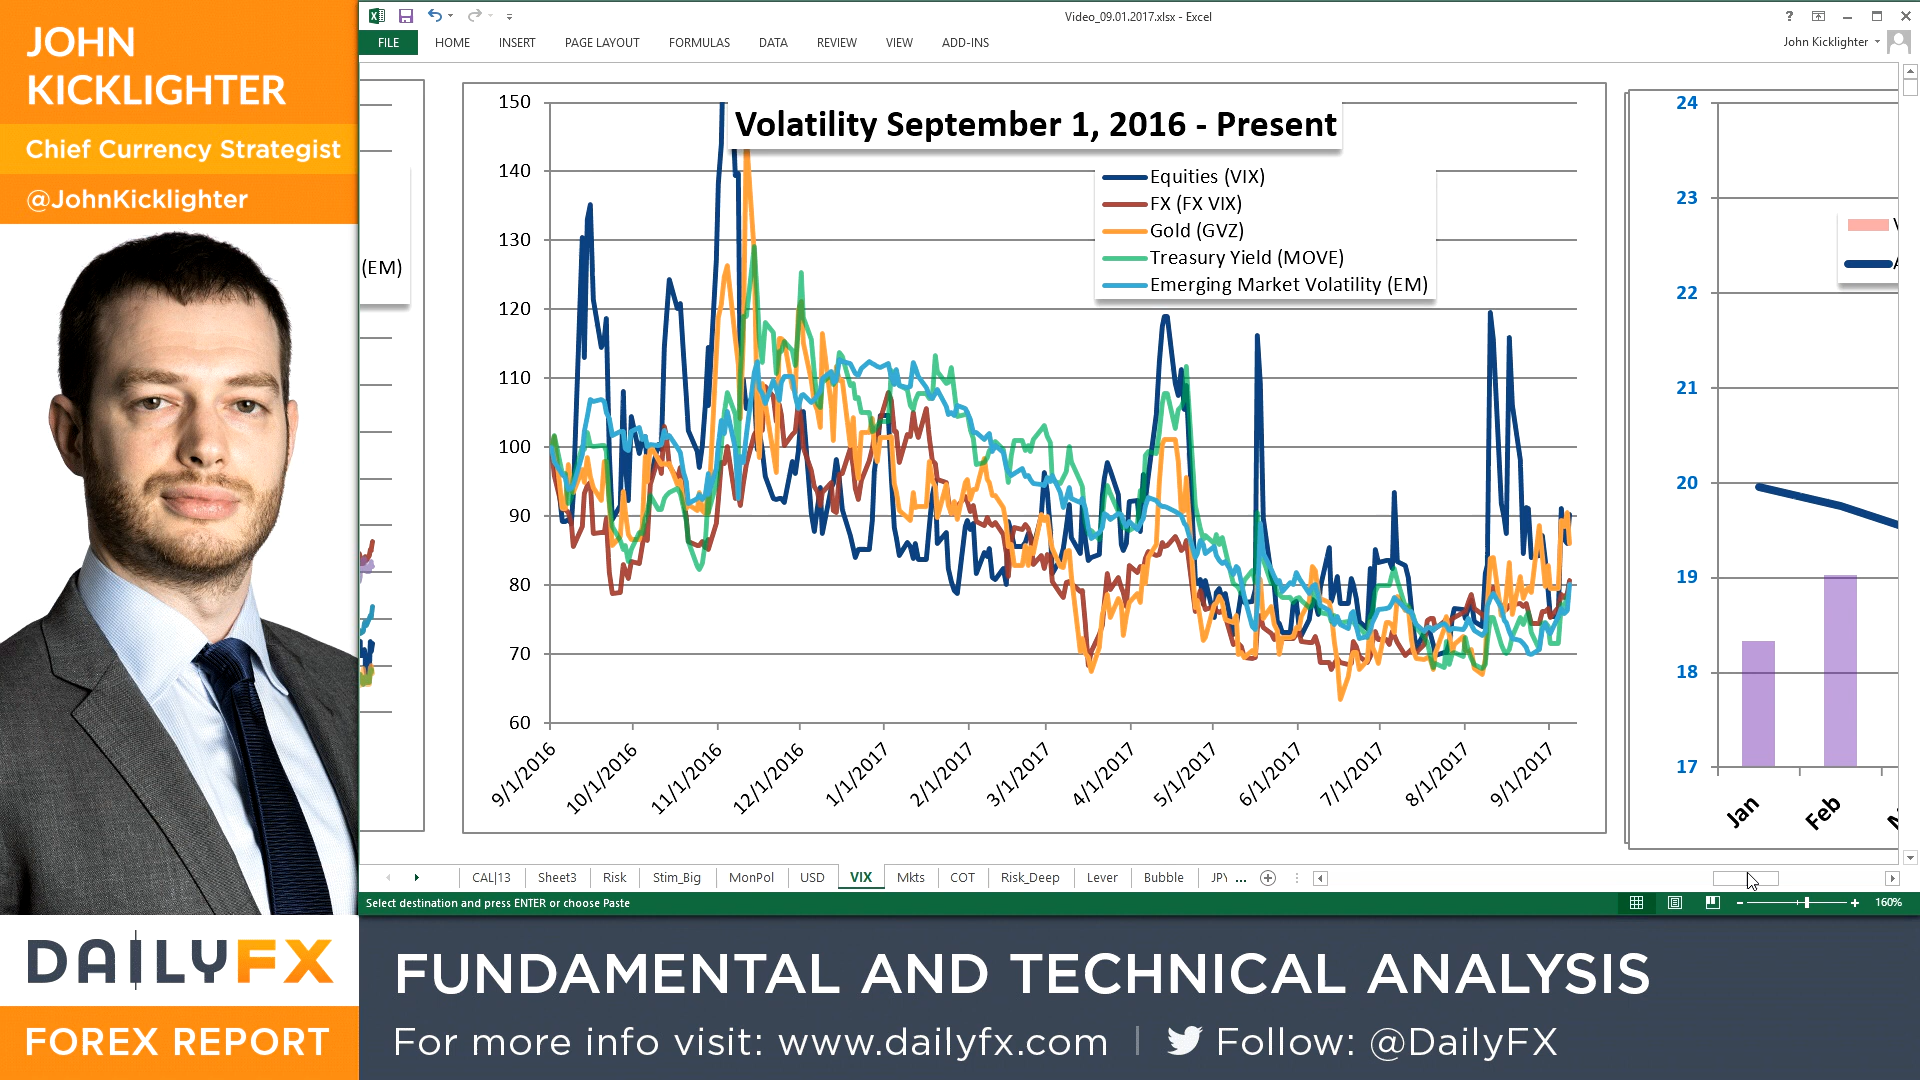 JOHN
KICKLIGHTER
Chief Currency Strategist
@JohnKicklighter
Video_09.01.2017.xlsx - Excel
?
FILE HOME INSERT PAGE LAYOUT FORMULAS DATA REVIEW VIEW ADD-INS
John Kicklighter
(EM)
Volatility September 1, 2016 - Present
Equities (VIX)
FX (FX VIX)
Gold (GVZ)
Treasury Yield (MOVE)
Emerging Market Volatility (EM)
150
140
130
120
110
100
90
80
70
60
9/1/2016 10/1/2016 11/1/2016 12/1/2016 1/1/2017 2/1/2017 3/1/2017 4/1/2017 5/1/2017 6/1/2017 7/1/2017 8/1/2017 9/1/2017
24
23
22
21
20
19
18
17
Jan Feb
CAL|13 Sheet3 Risk Stim_Big MonPol USD VIX Mkts COT Risk_Deep Lever Bubble JPY ...
Select destination and press ENTER or choose Paste
160%
DAILYFX
FOREX REPORT
FUNDAMENTAL AND TECHNICAL ANALYSIS
For more info visit: www.dailyfx.com | Follow: @DailyFX